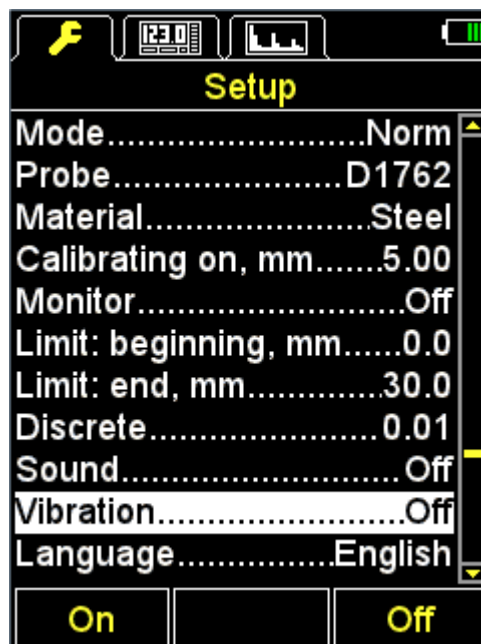 123.0
Setup
Mode.......................Norm
Probe....................D1762
Material....................Steel
Calibrating on, mm.......5.00
Monitor........................Off
Limit: beginning, mm......0.0
Limit: end, mm.............30.0
Discrete.....................0.01
Sound..........................Off
Vibration.......................Off
Language..............English
On Off